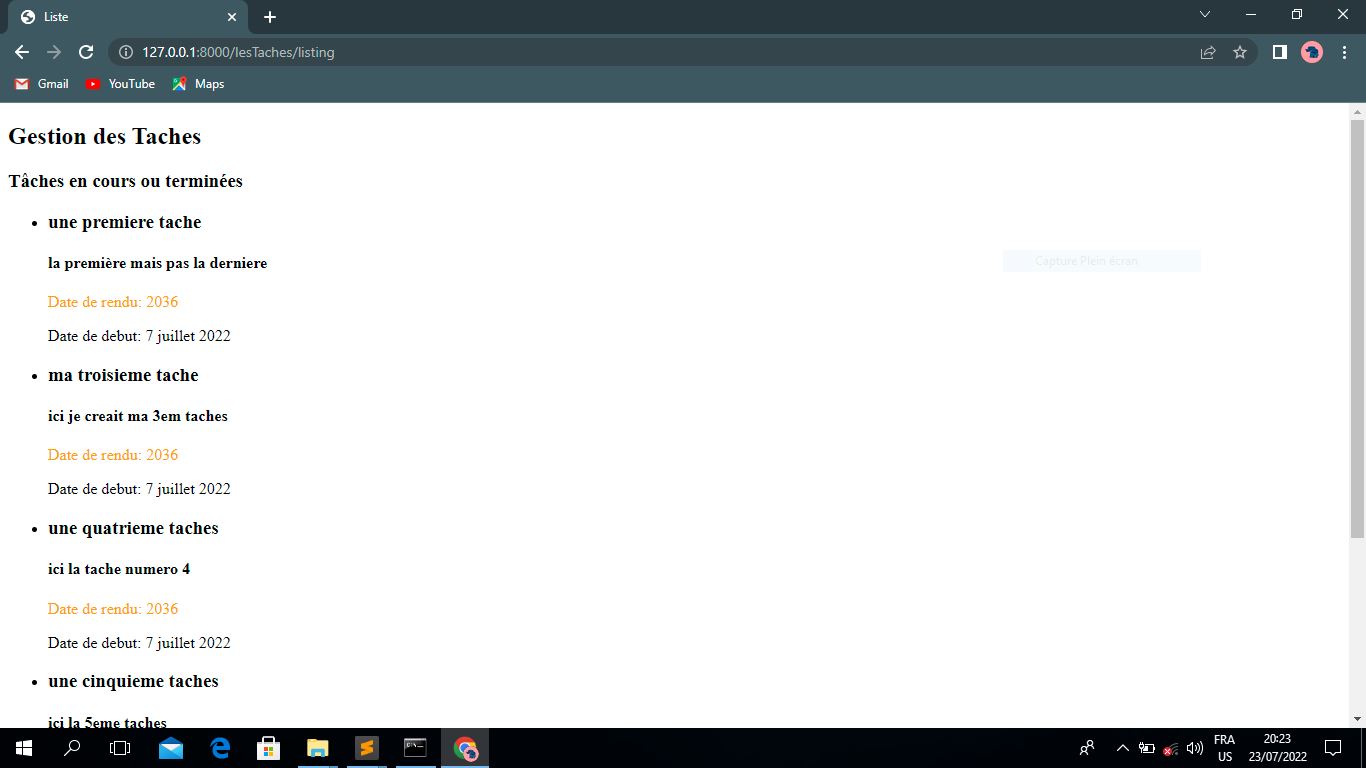 Liste
127.0.0.1:8000/lesTaches/listing
Gmail YouTube Maps
Gestion des Taches
Tâches en cours ou terminées
une premiere tache
la première mais pas la derniere
Capture Plein écran
Date de rendu: 2036
Date de debut: 7 juillet 2022
ma troisieme tache
ici je creait ma 3em taches
Date de rendu: 2036
Date de debut: 7 juillet 2022
une quatrieme taches
ici la tache numero 4
Date de rendu: 2036
Date de debut: 7 juillet 2022
une cinquieme taches
ici la 5eme taches
FRA 20:23
US 23/07/2022